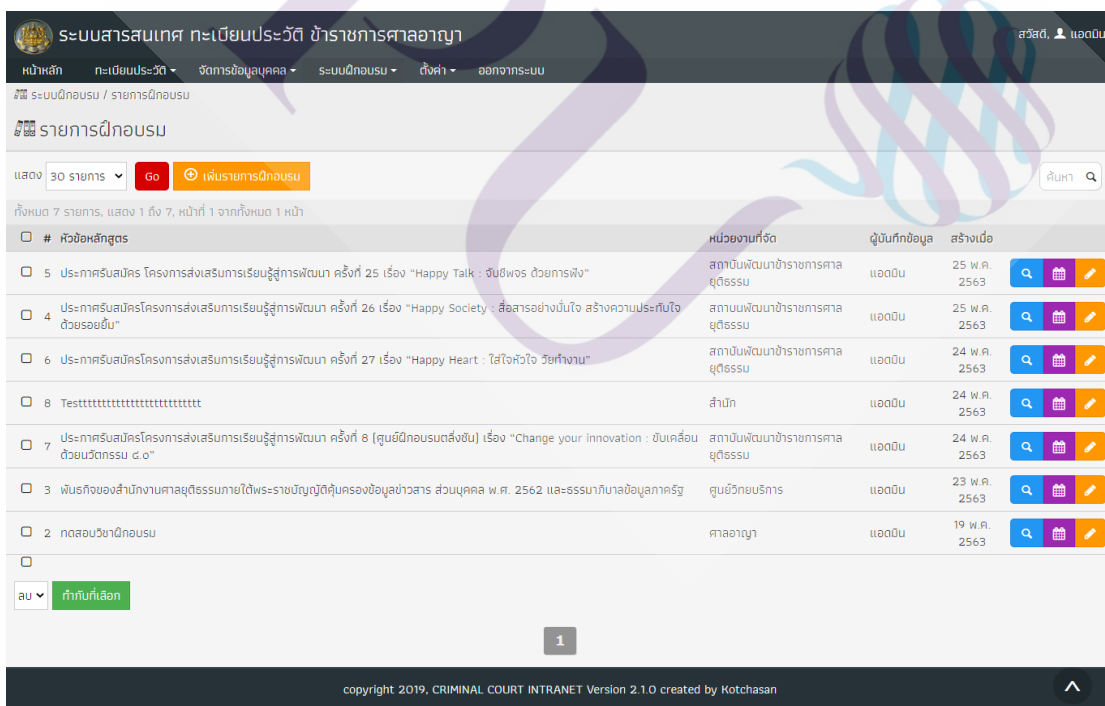 ระบบสารสนเทศ ทะเบียนประวัติ ข้าราชการศาลอาญา
สวัสดี, แอดมิน
หน้าหลัก ทะเบียนประวัติ จัดการข้อมูลบุคคล ระบบฝึกอบรม ตั้งค่า ออกจากระบบ
ระบบฝึกอบรม / รายการฝึกอบรม
รายการฝึกอบรม
แสดง 30 รายการ Go เพิ่มรายการฝึกอบรม ค้นหา
ทั้งหมด 7 รายการ, แสดง 1 ถึง 7, หน้าที่ 1 จากทั้งหมด 1 หน้า
# หัวข้อหลักสูตร หน่วยงานที่จัด ผู้บันทึกข้อมูล สร้างเมื่อ
5 ประกาศรับสมัคร โครงการส่งเสริมการเรียนรู้สู่การพัฒนา ครั้งที่ 25 เรื่อง “Happy Talk : จับชีพจร ด้วยการฟัง” สถาบันพัฒนาข้าราชการศาล แอดมิน 25 พ.ค.
ยุติธรรม 2563
4 ประกาศรับสมัครโครงการส่งเสริมการเรียนรู้สู่การพัฒนา ครั้งที่ 26 เรื่อง “Happy Society : สื่อสารอย่างมั่นใจ สร้างความประทับใจ สถาบันพัฒนาข้าราชการศาล แอดมิน 25 พ.ค.
ด้วยรอยยิ้ม” ยุติธรรม 2563
6 ประกาศรับสมัครโครงการส่งเสริมการเรียนรู้สู่การพัฒนา ครั้งที่ 27 เรื่อง “Happy Heart : ใส่ใจหัวใจ วัยทำงาน” สถาบันพัฒนาข้าราชการศาล แอดมิน 24 พ.ค.
ยุติธรรม 2563
8 Testttttttttttttttttttttttttt สำนัก แอดมิน 24 พ.ค.
2563
7 ประกาศรับสมัครโครงการส่งเสริมการเรียนรู้สู่การพัฒนา ครั้งที่ 8 (ศูนย์ฝึกอบรมตลิ่งชัน) เรื่อง “Change your innovation : ขับเคลื่อน สถาบันพัฒนาข้าราชการศาล แอดมิน 24 พ.ค.
ด้วยนวัตกรรม ๔.๐” ยุติธรรม 2563
3 พันธกิจของสำนักงานศาลยุติธรรมภายใต้พระราชบัญญัติคุ้มครองข้อมูลข่าวสาร ส่วนบุคคล พ.ศ. 2562 และธรรมาภิบาลข้อมูลภาครัฐ ศูนย์วิทยบริการ แอดมิน 23 พ.ค.
2563
2 ทดสอบวิชาฝึกอบรม ศาลอาญา แอดมิน 19 พ.ค.
2563
ลบ ทำกับที่เลือก
1
copyright 2019, CRIMINAL COURT INTRANET Version 2.1.0 created by Kotchasan